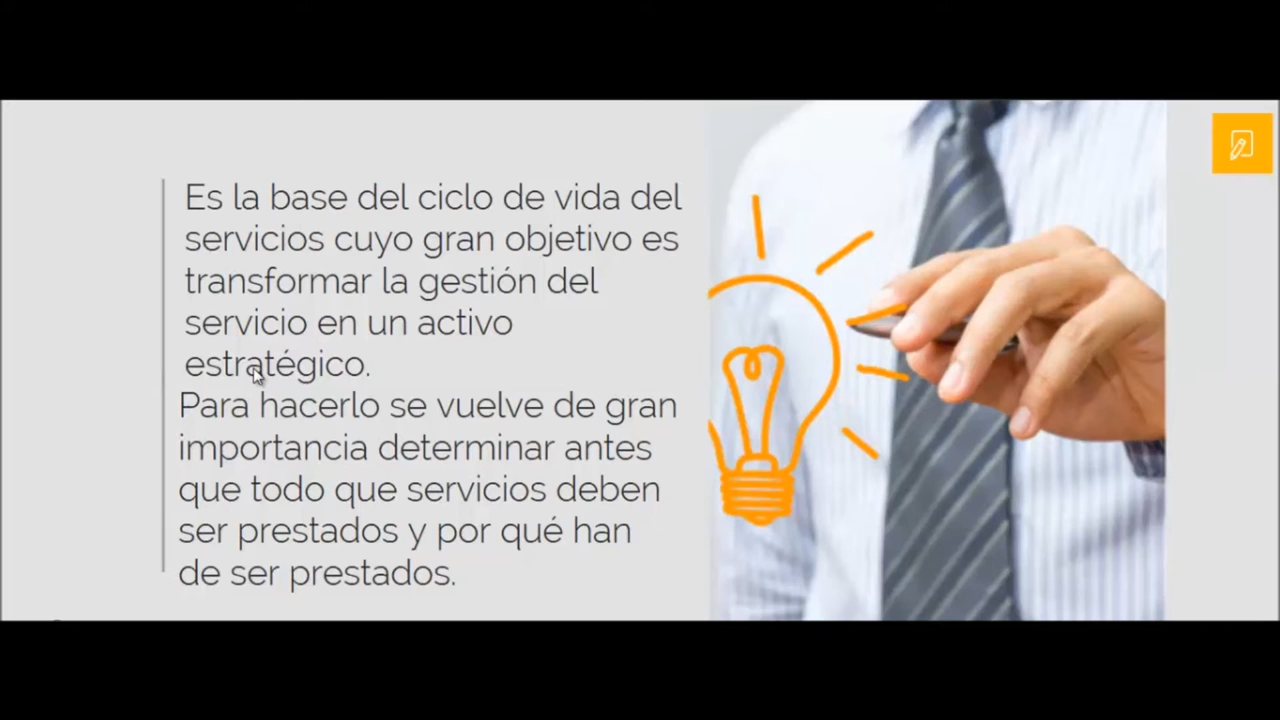 Es la base del ciclo de vida del
servicios cuyo gran objetivo es
transformar la gestión del
servicio en un activo
estratégico.
Para hacerlo se vuelve de gran
importancia determinar antes
que todo que servicios deben
ser prestados y por qué han
de ser prestados.